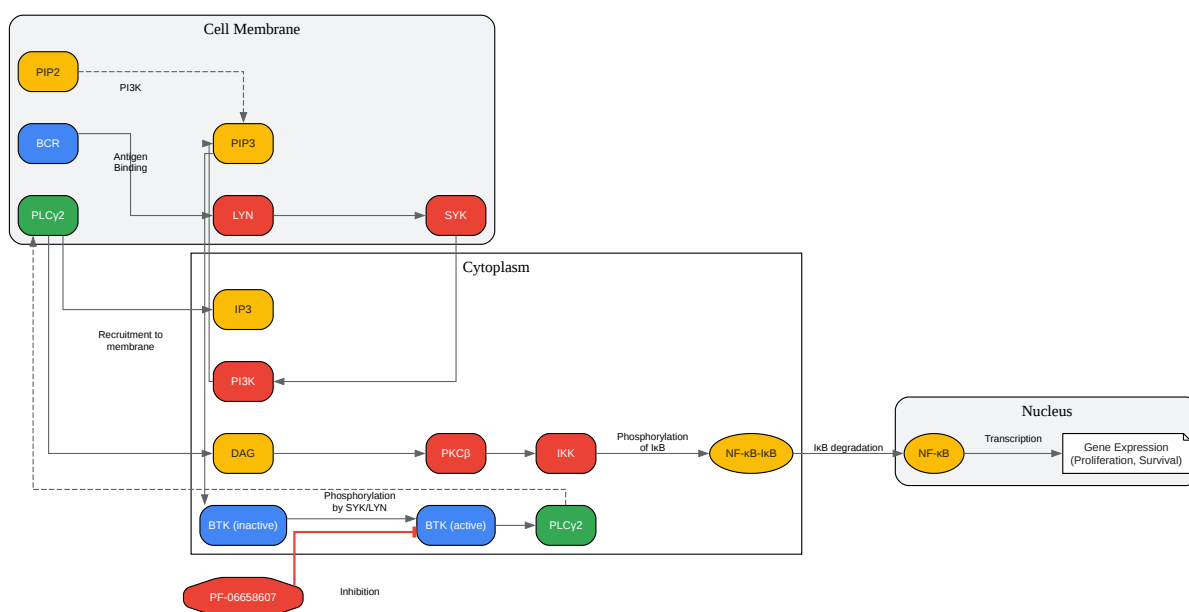 Cell Membrane
PIP2
PI3K
BCR
Antigen
Binding
PIP3
PLCγ2
LYN
SYK
Cytoplasm
IP3
Recruitment to
membrane
PI3K
DAG
PKCβ
IKK
Phosphorylation
of IκB
NF-κB-IκB
IκB degradation
Nucleus
NF-κB
Transcription
Gene Expression
(Proliferation, Survival)
BTK (inactive)
Phosphorylation
by SYK/LYN
BTK (active)
PLCγ2
PF-06658607
Inhibition